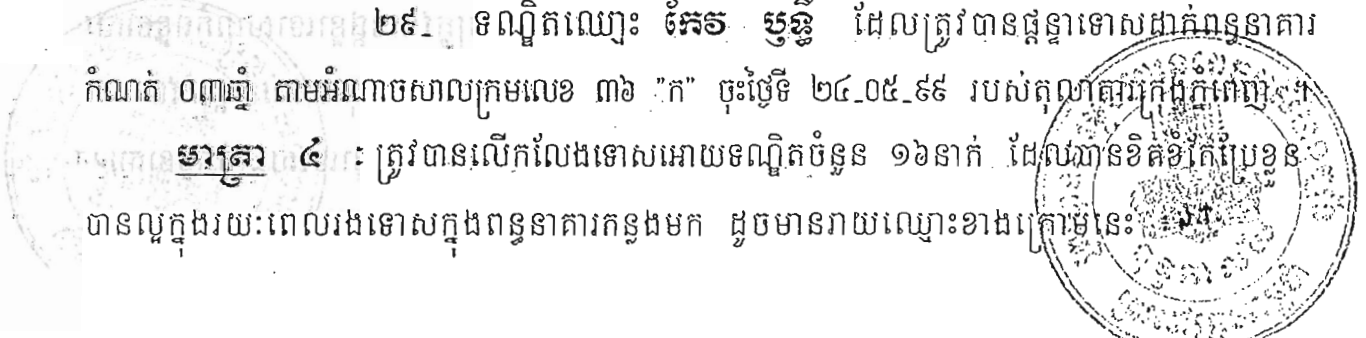 ២៩_ ទណ្ឌិតឈ្មោះ កែវ ឫទ្ធី ដែលត្រូវបានផ្តន្ទាទោសដាក់ពន្ធនាគារ
កំណត់ ០៣ឆ្នាំ តាមអំណាចសាលក្រមលេខ ៣៦ "ក" ចុះថ្ងៃទី ២៤_០៥_៩៩ របស់តុលាការក្រុងភ្នំពេញ ។
មាត្រា ៤ : ត្រូវបានលើកលែងទោសអោយទណ្ឌិតចំនួន ១៦នាក់ ដែលបានខិតខំកែប្រែខ្លួន
បានល្អក្នុងរយៈពេលរងទោសក្នុងពន្ធនាគារកន្លងមក ដូចមានរាយឈ្មោះខាងក្រោមនេះ :